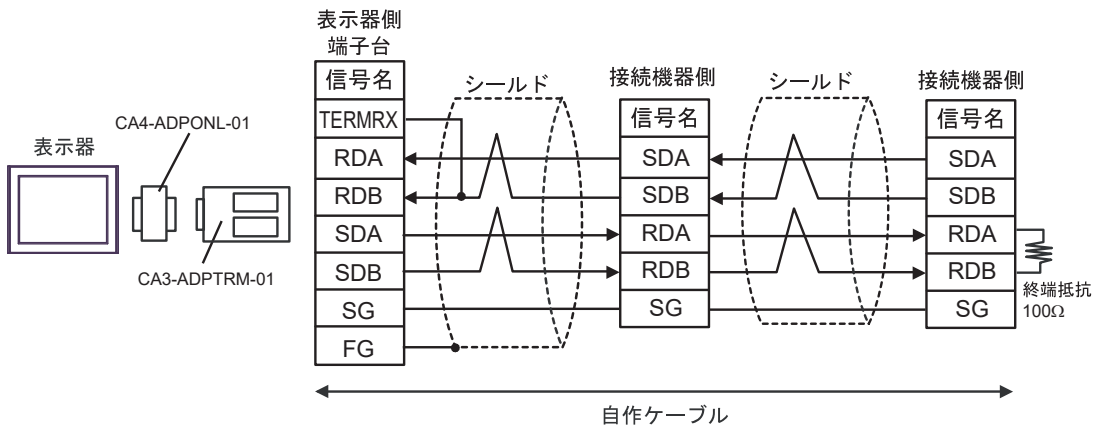 表示器
CA4-ADPONL-01
CA3-ADPTRM-01
表示器側
端子台
信号名
TERMRX
RDA
RDB
SDA
SDB
SG
FG
シールド
接続機器側
信号名
SDA
SDB
RDA
RDB
SG
シールド
接続機器側
信号名
SDA
SDB
RDA
RDB
SG
終端抵抗
100Ω
自作ケーブル